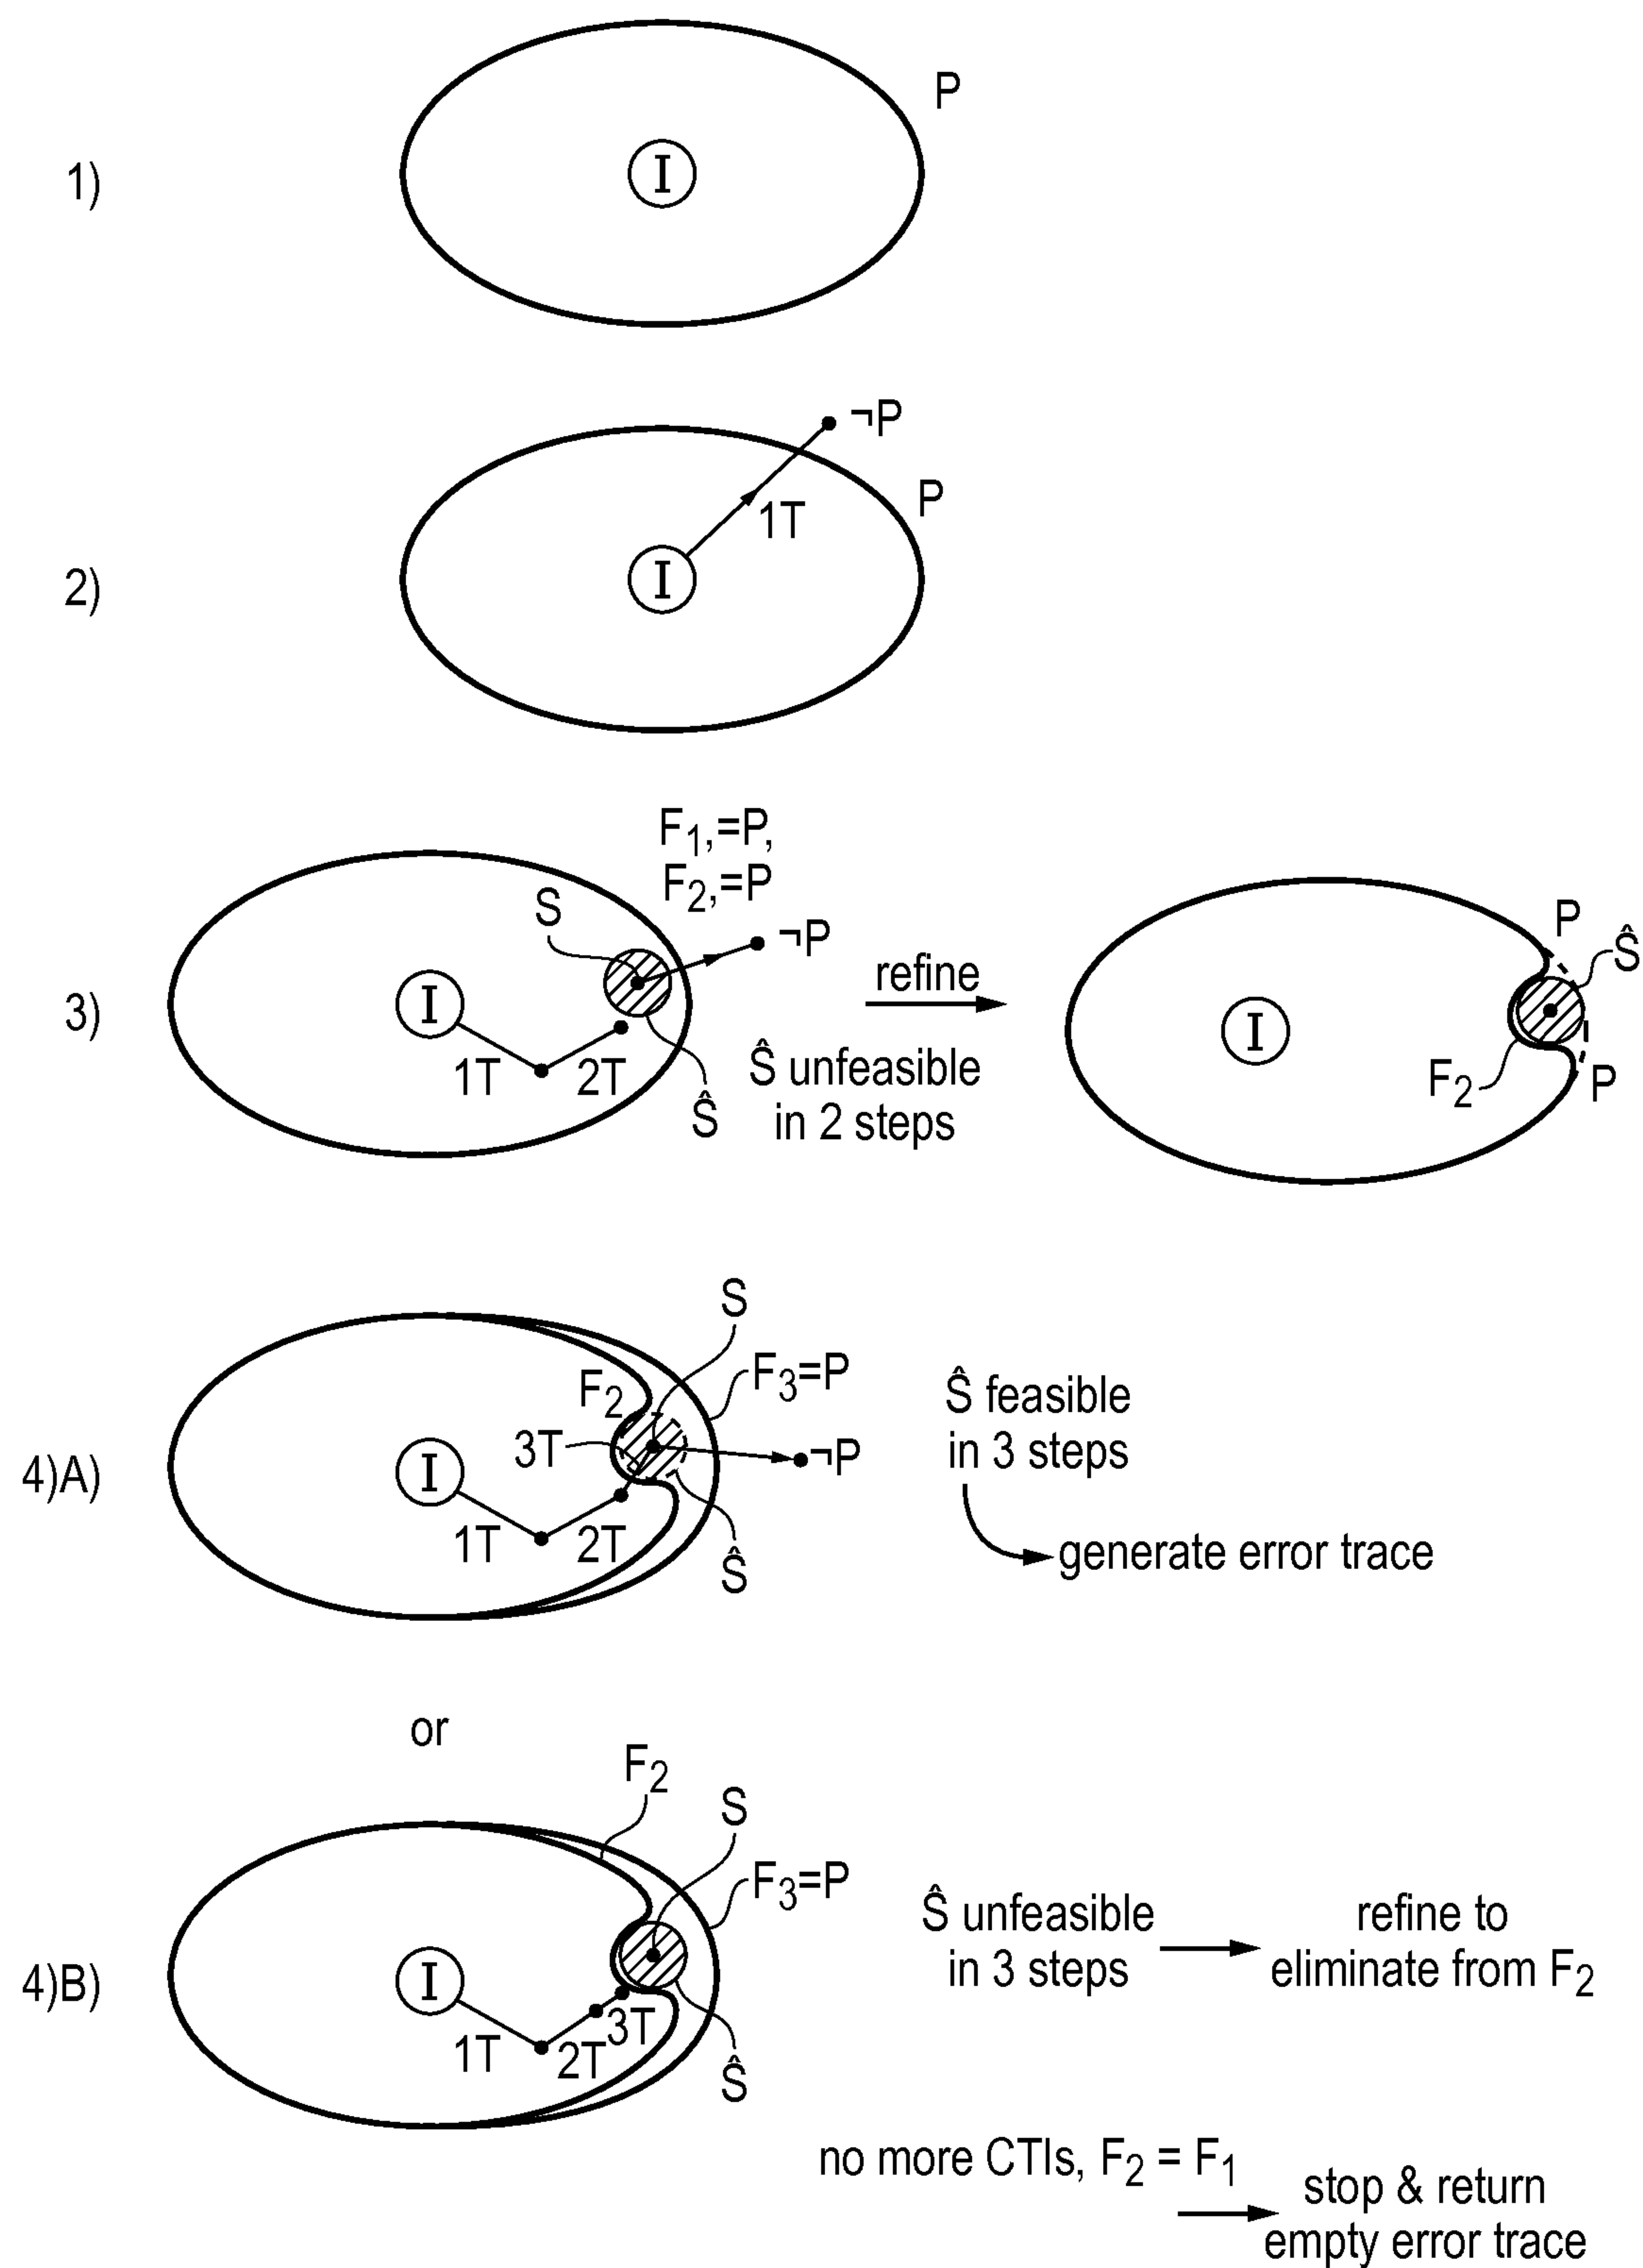 1)
P
I
2)
¬P
P
1T
I
3)
F1,=P,
F2,=P
S
¬P
I
1T
2T
Ŝ
refine
Ŝ unfeasible
in 2 steps
P
Ŝ
I
F2
P
4)A)
S
F3=P
F2
3T
¬P
I
1T
2T
Ŝ
Ŝ feasible
in 3 steps
generate error trace
or
4)B)
F2
S
F3=P
I
1T
2T
3T
Ŝ
Ŝ unfeasible
in 3 steps
refine to
eliminate from F2
no more CTIs, F2 = F1
stop & return
empty error trace